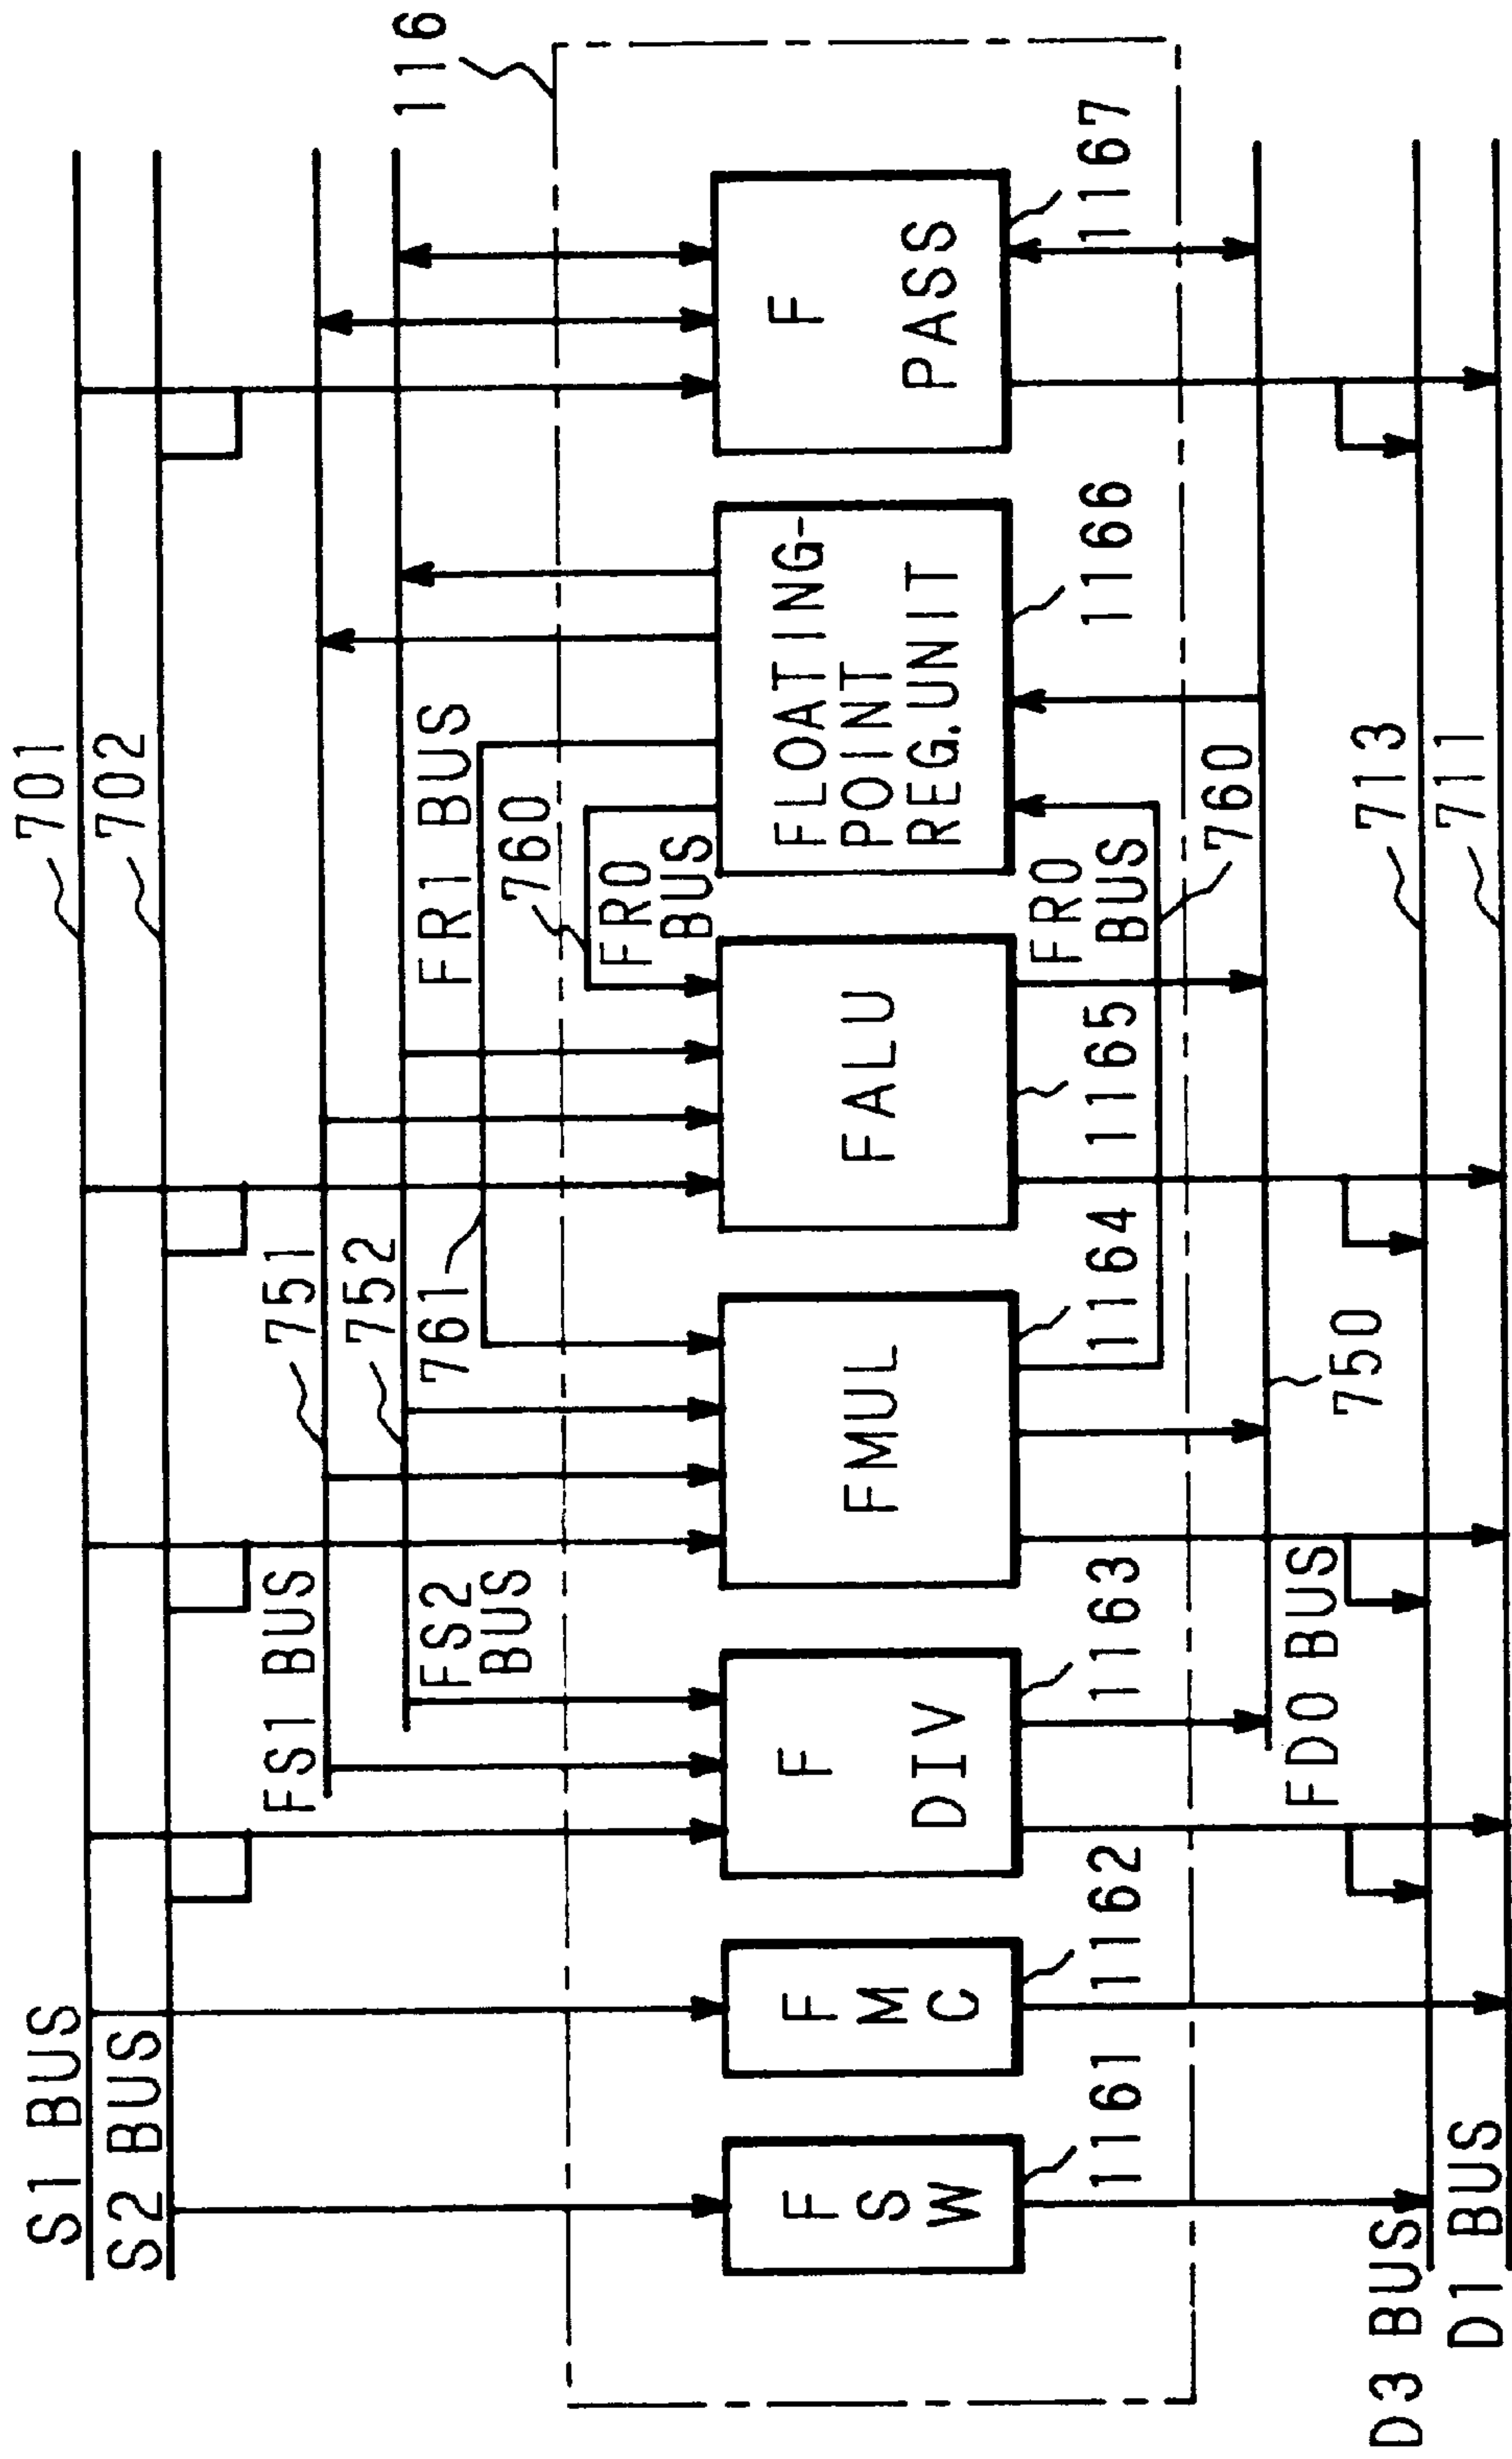 S1 BUS
701
S2 BUS
702
FS1 BUS
751
752
FS2
BUS
761
FR1 BUS
116
760
FR0
BUS
F
S
W
F
M
C
F
DIV
FMUL
FALU
FLOATING-
POINT
REG.UNIT
F
PASS
1161
1162
1163
1164
1165
FR0
BUS
1166
1167
760
FD0 BUS
750
D3 BUS
713
D1 BUS
711